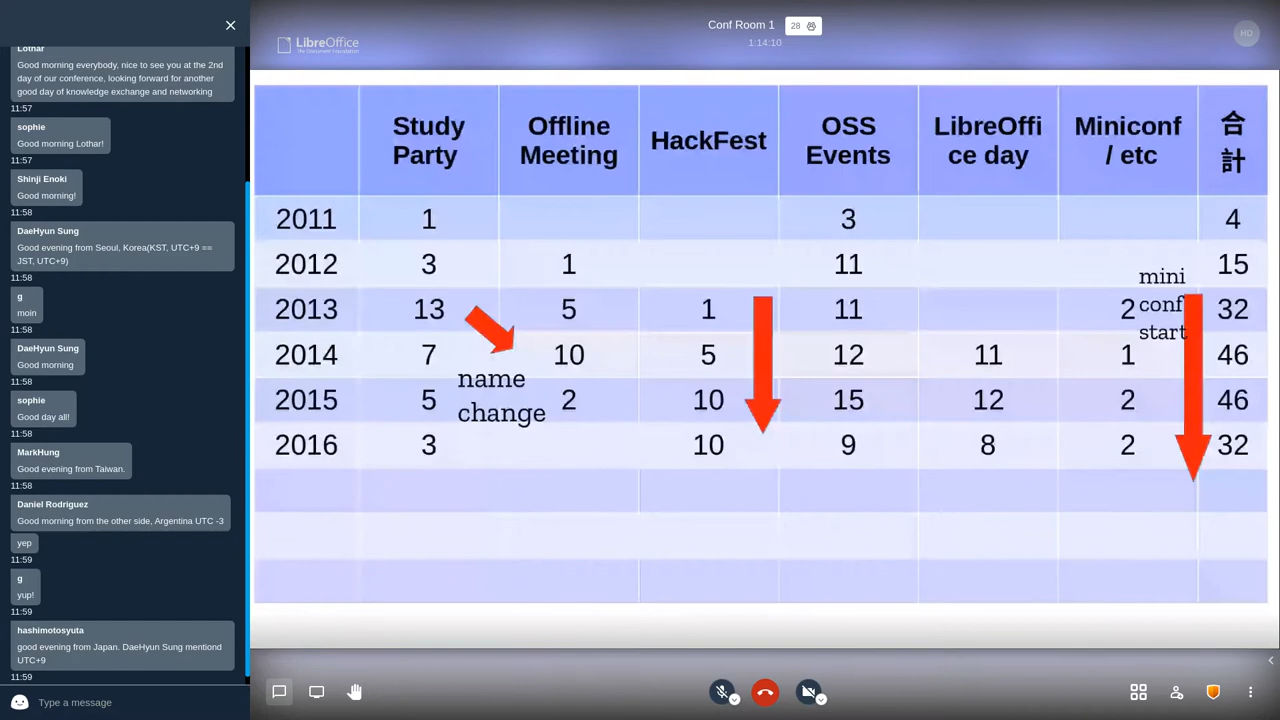 Lothar
Good morning everybody, nice to see you at the 2nd
day of our conference, looking forward for another
good day of knowledge exchange and networking
11:57
sophie
Good morning Lothar!
11:57
Shinji Enoki
Good morning!
11:58
DaeHyun Sung
Good evening from Seoul, Korea(KST, UTC+9 ==
JST, UTC+9)
11:58
g
moin
11:58
DaeHyun Sung
Good morning
11:58
sophie
Good day all!
11:58
MarkHung
Good evening from Taiwan.
11:58
Daniel Rodriguez
Good morning from the other side, Argentina UTC -3
yep
11:59
g
yup!
11:59
hashimotosyuta
good evening from Japan. DaeHyun Sung mentiond
UTC+9
11:59
Type a message
LibreOffice
The Document Foundation
Conf Room 1
28
1:14:10
HD
Study
Party
Offline
Meeting
HackFest
OSS
Events
LibreOffi
ce day
Miniconf
/ etc
合
計
2011 1 3 4
2012 3 1 11 15
2013 13 5 1 11 2 32
2014 7 10 5 12 11 1 46
2015 5 2 10 15 12 2 46
2016 3 10 9 8 2 32
name
change
mini
conf
start